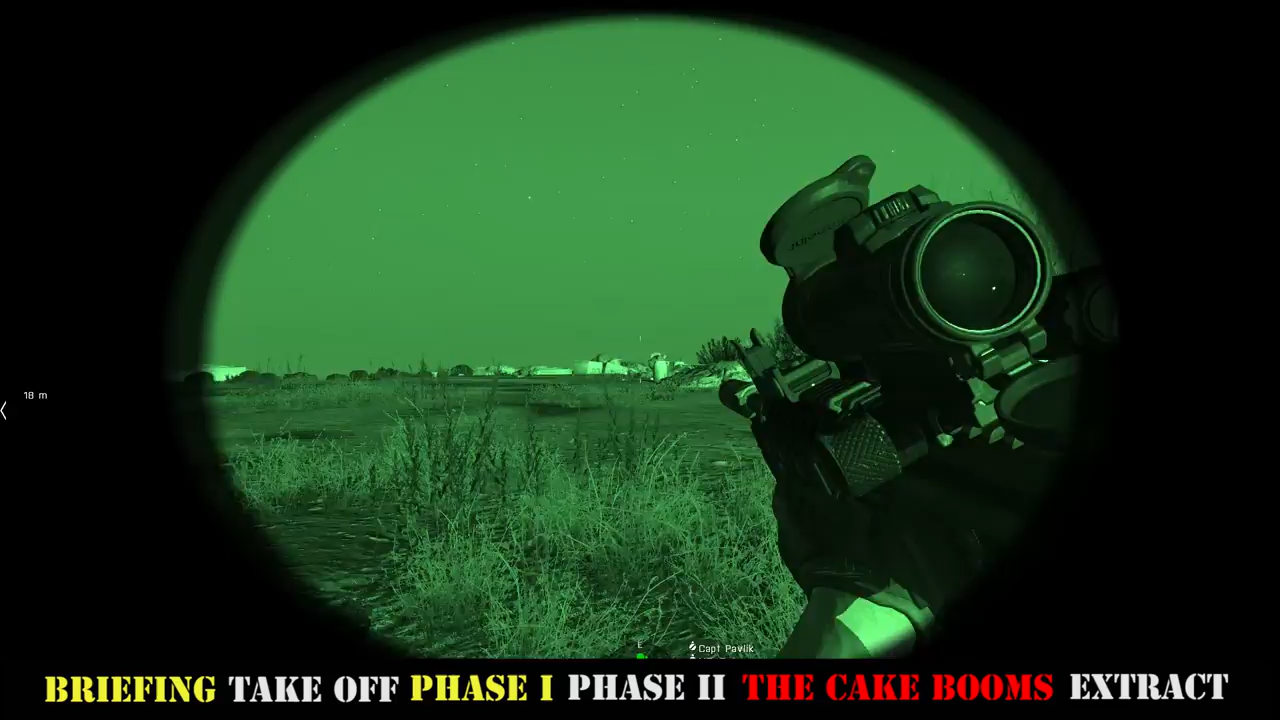 18 m
E
Capt Pavlik
BRIEFING TAKE OFF PHASE I PHASE II THE CAKE BOOMS EXTRACT